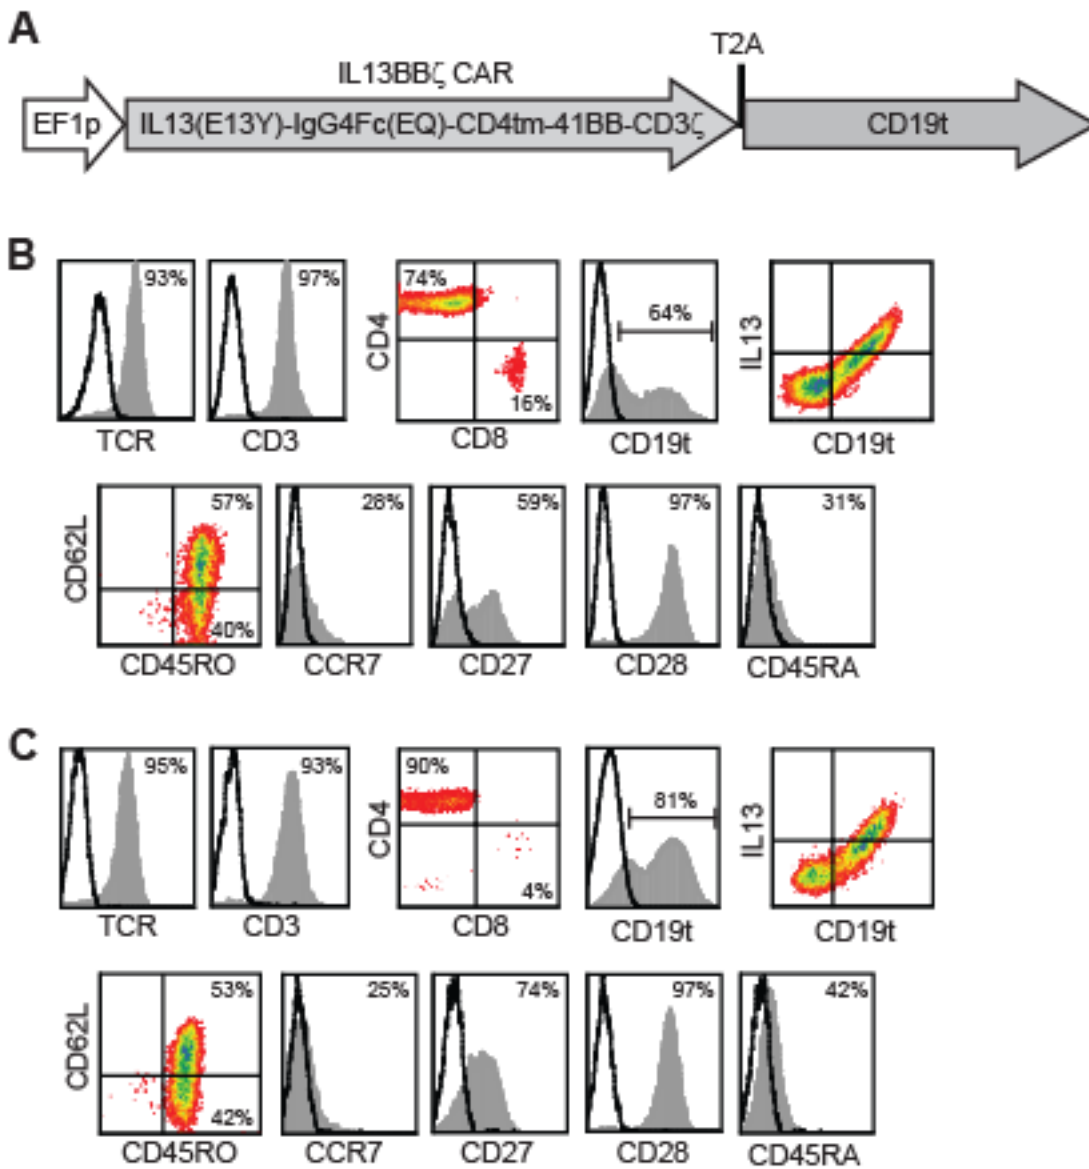 A
T2A
IL13BBζ CAR
EF1p
IL13(E13Y)-IgG4Fc(EQ)-CD4tm-41BB-CD3ζ
CD19t
B
93%
97%
74%
16%
64%
TCR
CD3
CD4
CD8
CD19t
IL13
CD19t
57%
40%
28%
59%
97%
31%
CD62L
CD45RO
CCR7
CD27
CD28
CD45RA
C
95%
93%
90%
4%
81%
TCR
CD3
CD4
CD8
CD19t
IL13
CD19t
53%
42%
25%
74%
97%
42%
CD62L
CD45RO
CCR7
CD27
CD28
CD45RA